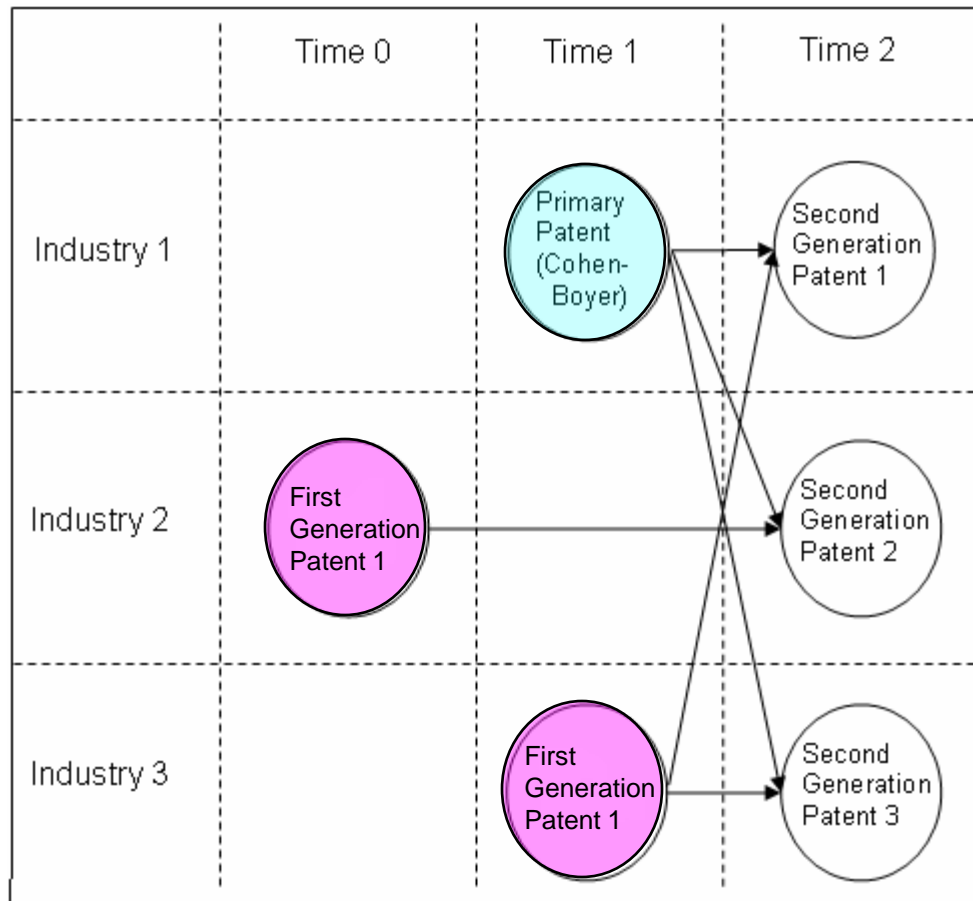 Time 0
Time 1
Time 2
Industry 1
Primary
Patent
(Cohen-
Boyer)
Second
Generation
Patent 1
Industry 2
First
Generation
Patent 1
Second
Generation
Patent 2
Industry 3
First
Generation
Patent 1
Second
Generation
Patent 3